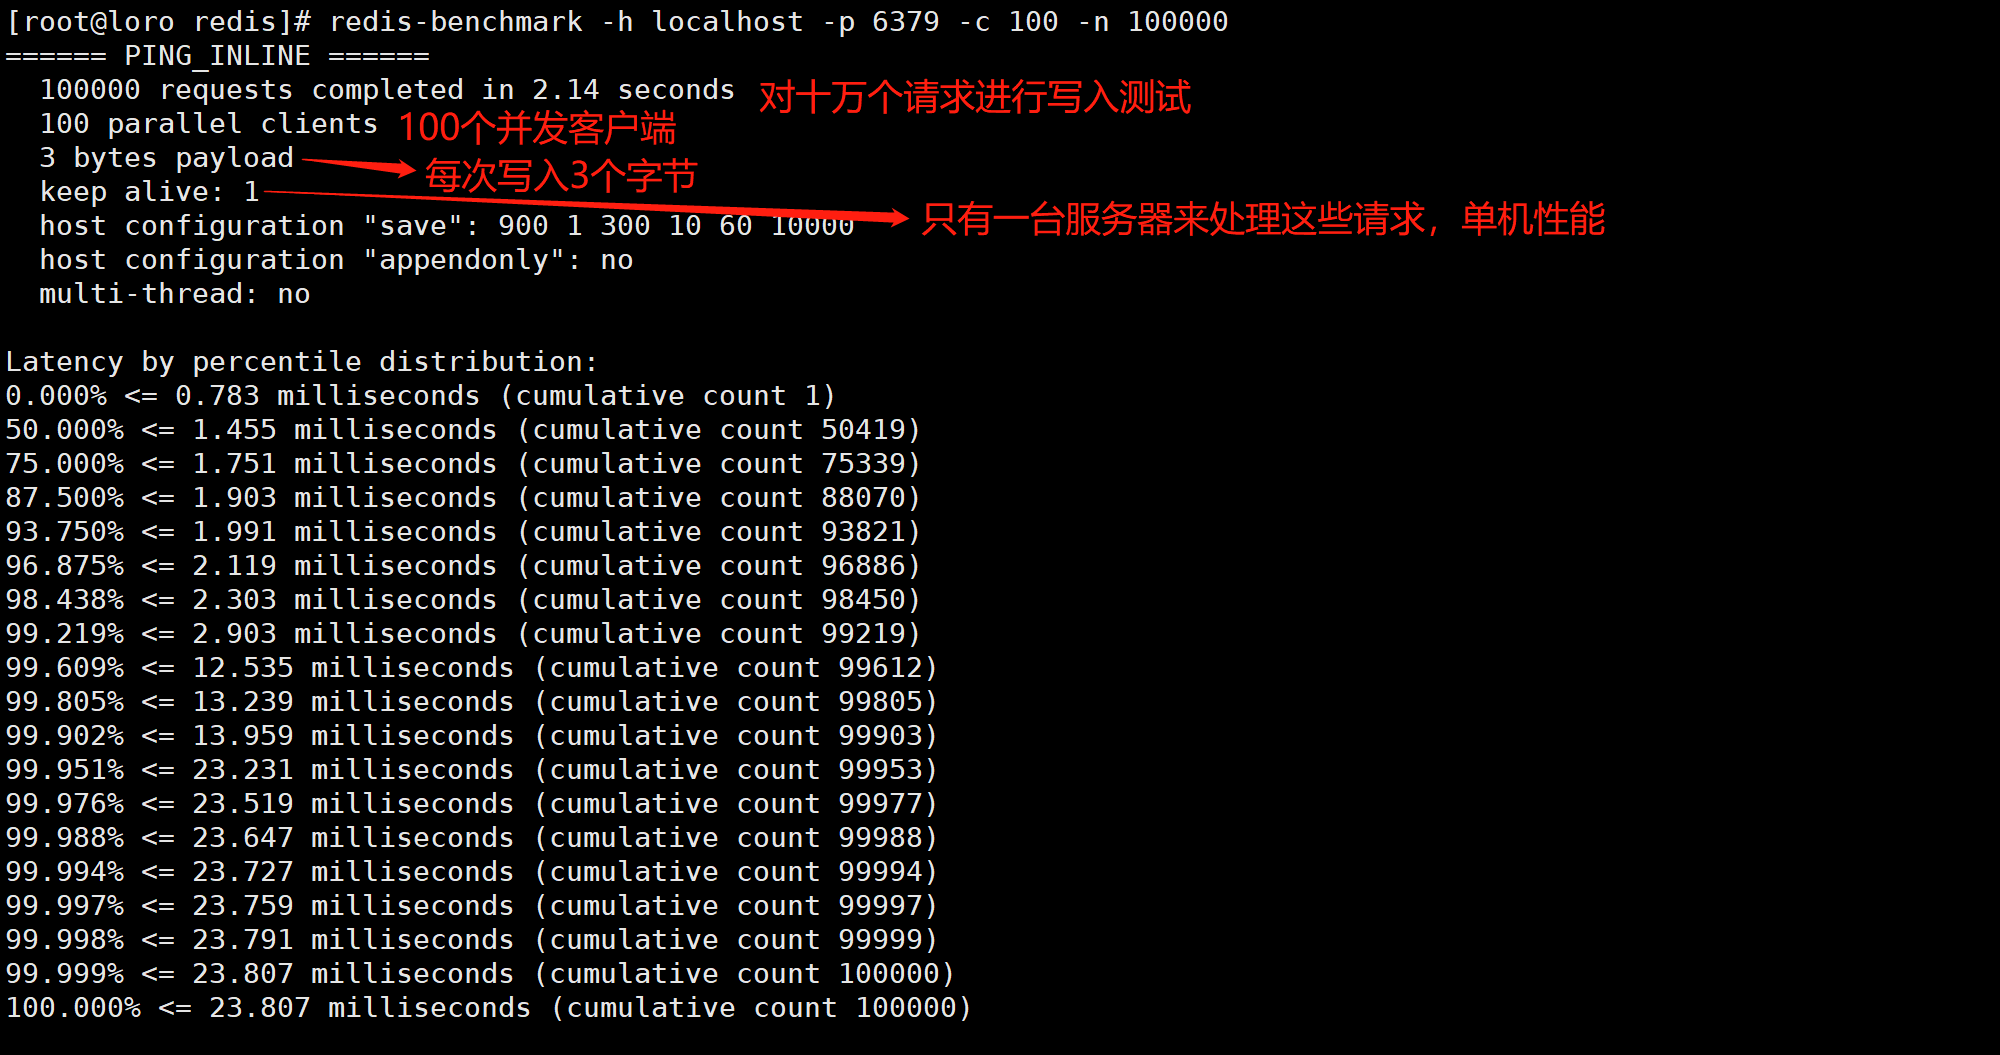 [root@loro redis]# redis-benchmark -h localhost -p 6379 -c 100 -n 100000
====== PING_INLINE ======
  100000 requests completed in 2.14 seconds 对十万个请求进行写入测试
  100 parallel clients 100个并发客户端
  3 bytes payload 每次写入3个字节
  keep alive: 1 只有一台服务器来处理这些请求，单机性能
  host configuration "save": 900 1 300 10 60 10000
  host configuration "appendonly": no
  multi-thread: no

Latency by percentile distribution:
0.000% <= 0.783 milliseconds (cumulative count 1)
50.000% <= 1.455 milliseconds (cumulative count 50419)
75.000% <= 1.751 milliseconds (cumulative count 75339)
87.500% <= 1.903 milliseconds (cumulative count 88070)
93.750% <= 1.991 milliseconds (cumulative count 93821)
96.875% <= 2.119 milliseconds (cumulative count 96886)
98.438% <= 2.303 milliseconds (cumulative count 98450)
99.219% <= 2.903 milliseconds (cumulative count 99219)
99.609% <= 12.535 milliseconds (cumulative count 99612)
99.805% <= 13.239 milliseconds (cumulative count 99805)
99.902% <= 13.959 milliseconds (cumulative count 99903)
99.951% <= 23.231 milliseconds (cumulative count 99953)
99.976% <= 23.519 milliseconds (cumulative count 99977)
99.988% <= 23.647 milliseconds (cumulative count 99988)
99.994% <= 23.727 milliseconds (cumulative count 99994)
99.997% <= 23.759 milliseconds (cumulative count 99997)
99.998% <= 23.791 milliseconds (cumulative count 99999)
99.999% <= 23.807 milliseconds (cumulative count 100000)
100.000% <= 23.807 milliseconds (cumulative count 100000)